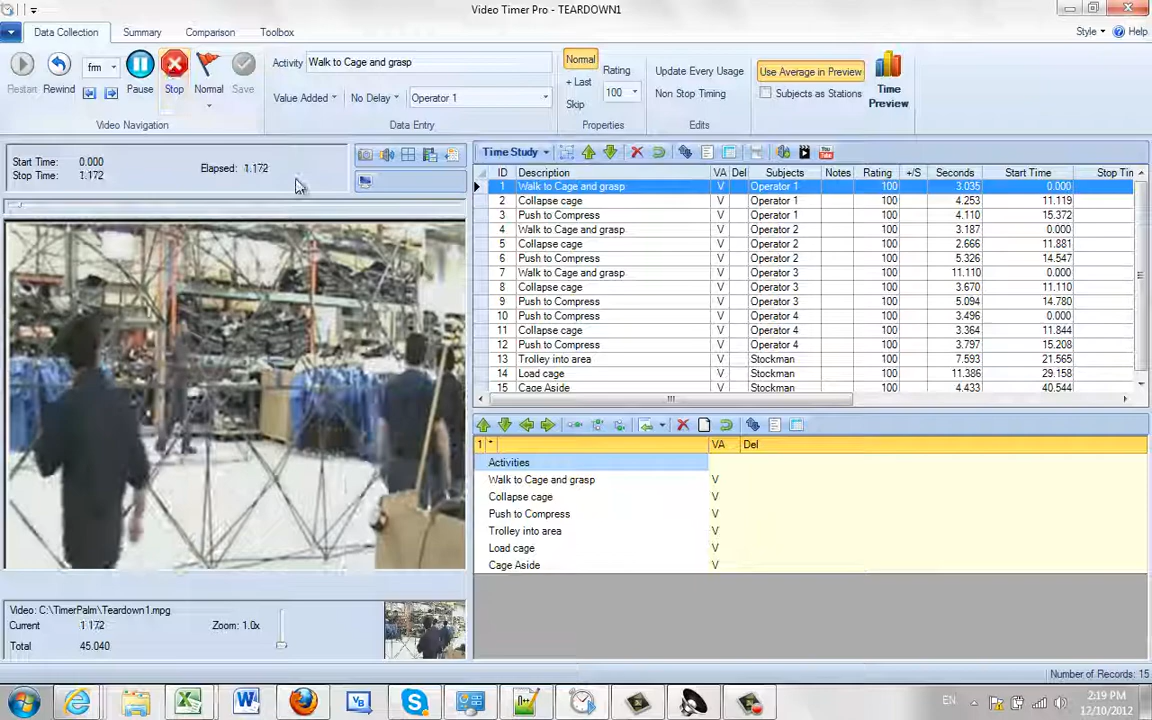 Video Timer Pro - TEARDOWN1
Data Collection Summary Comparison Toolbox Style Help
Restart Rewind fm Pause Stop Normal Save
Video Navigation
Activity Walk to Cage and grasp
Value Added No Delay Operator 1
Data Entry
Normal
+ Last
Skip
Rating
100
Properties
Update Every Usage
Non Stop Timing
Edits
Use Average in Preview
Subjects as Stations
Time
Preview
Start Time: 0.000
Stop Time: 1.172
Elapsed: 1.172
Time Study
ID Description VA Del Subjects Notes Rating +/S Seconds Start Time Stop Tim
1 Walk to Cage and grasp V Operator 1 100 3.035 0.000
2 Collapse cage V Operator 1 100 4.253 11.119
3 Push to Compress V Operator 1 100 4.110 15.372
4 Walk to Cage and grasp V Operator 2 100 3.187 0.000
5 Collapse cage V Operator 2 100 2.666 11.881
6 Push to Compress V Operator 2 100 5.326 14.547
7 Walk to Cage and grasp V Operator 3 100 11.110 0.000
8 Collapse cage V Operator 3 100 3.670 11.110
9 Push to Compress V Operator 3 100 5.094 14.780
10 Push to Compress V Operator 4 100 3.496 0.000
11 Collapse cage V Operator 4 100 3.364 11.844
12 Push to Compress V Operator 4 100 3.797 15.208
13 Trolley into area V Stockman 100 7.593 21.565
14 Load cage V Stockman 100 11.386 29.158
15 Cage Aside V Stockman 100 4.433 40.544
1 * VA Del
Activities
Walk to Cage and grasp V
Collapse cage V
Push to Compress V
Trolley into area V
Load cage V
Cage Aside V
Video: C:\TimerPalm\Teardown1.mpg
Current 1.172 Zoom: 1.0x
Total 45.040
Number of Records: 15
EN
2:19 PM
17/10/2012